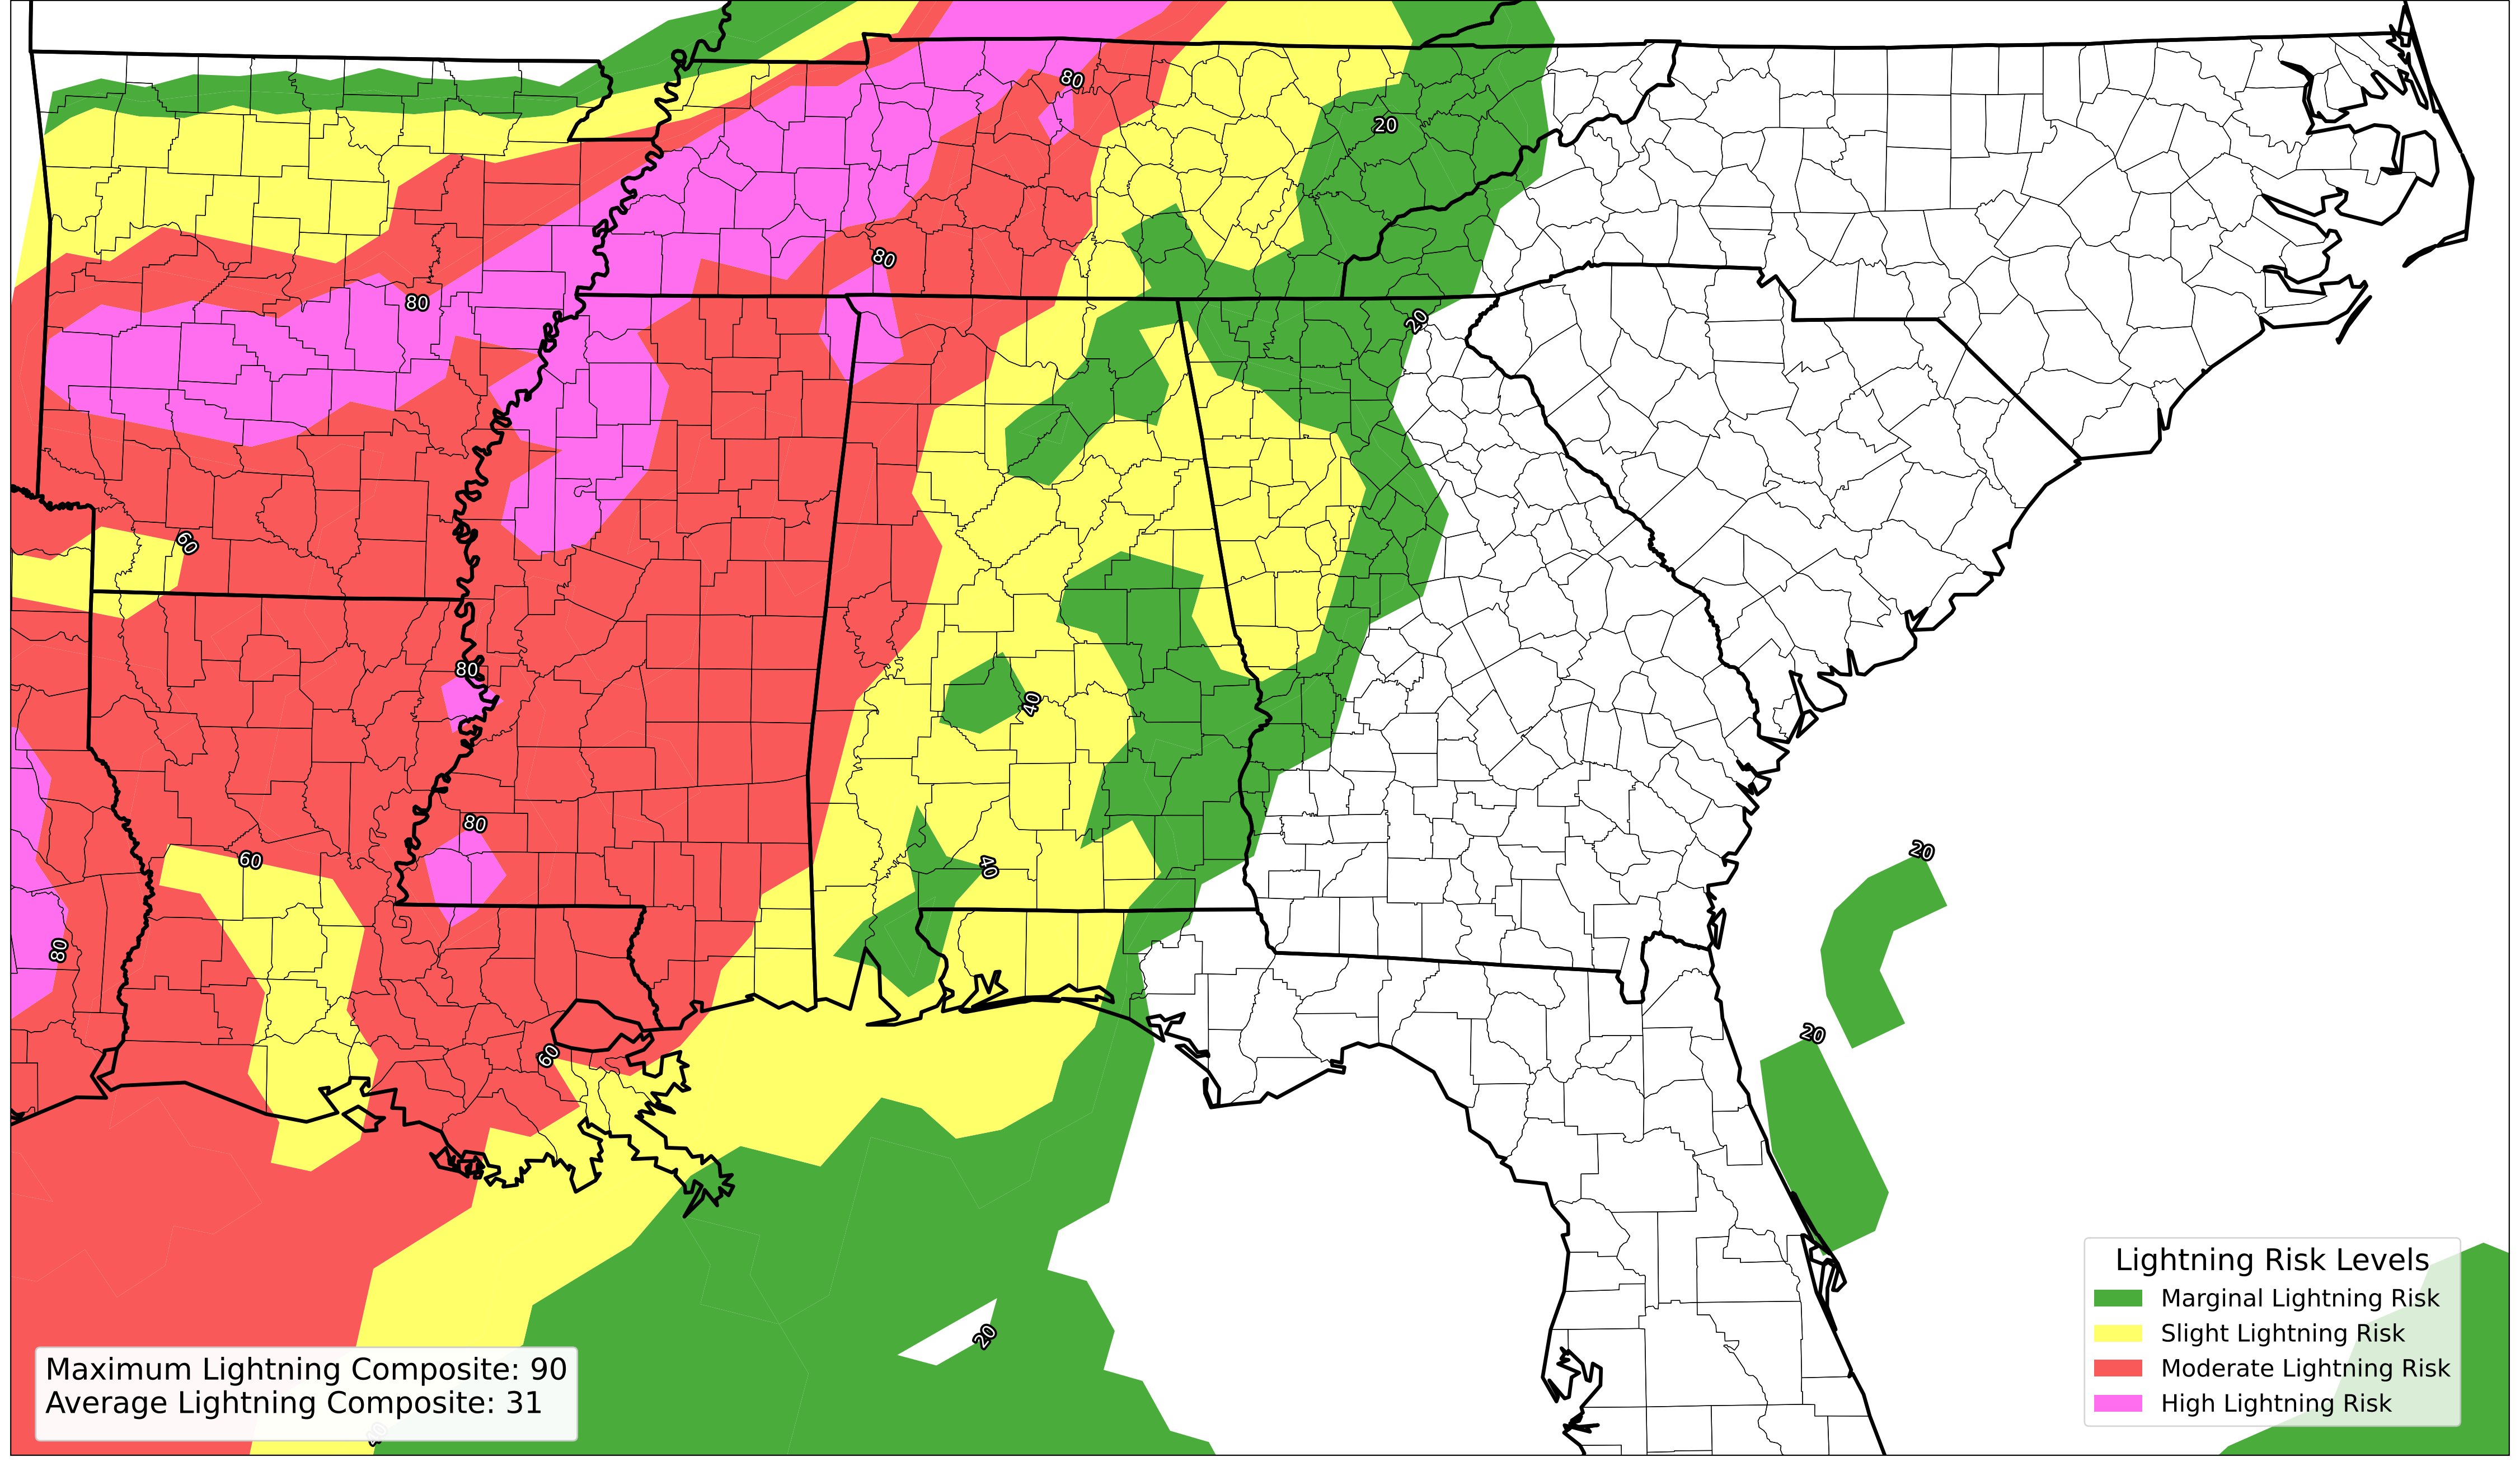 80
20
80
80
20
60
80
40
80
60
40
20
80
20
60
Lightning Risk Levels
Marginal Lightning Risk
Slight Lightning Risk
Moderate Lightning Risk
High Lightning Risk
20
Maximum Lightning Composite: 90
Average Lightning Composite: 31